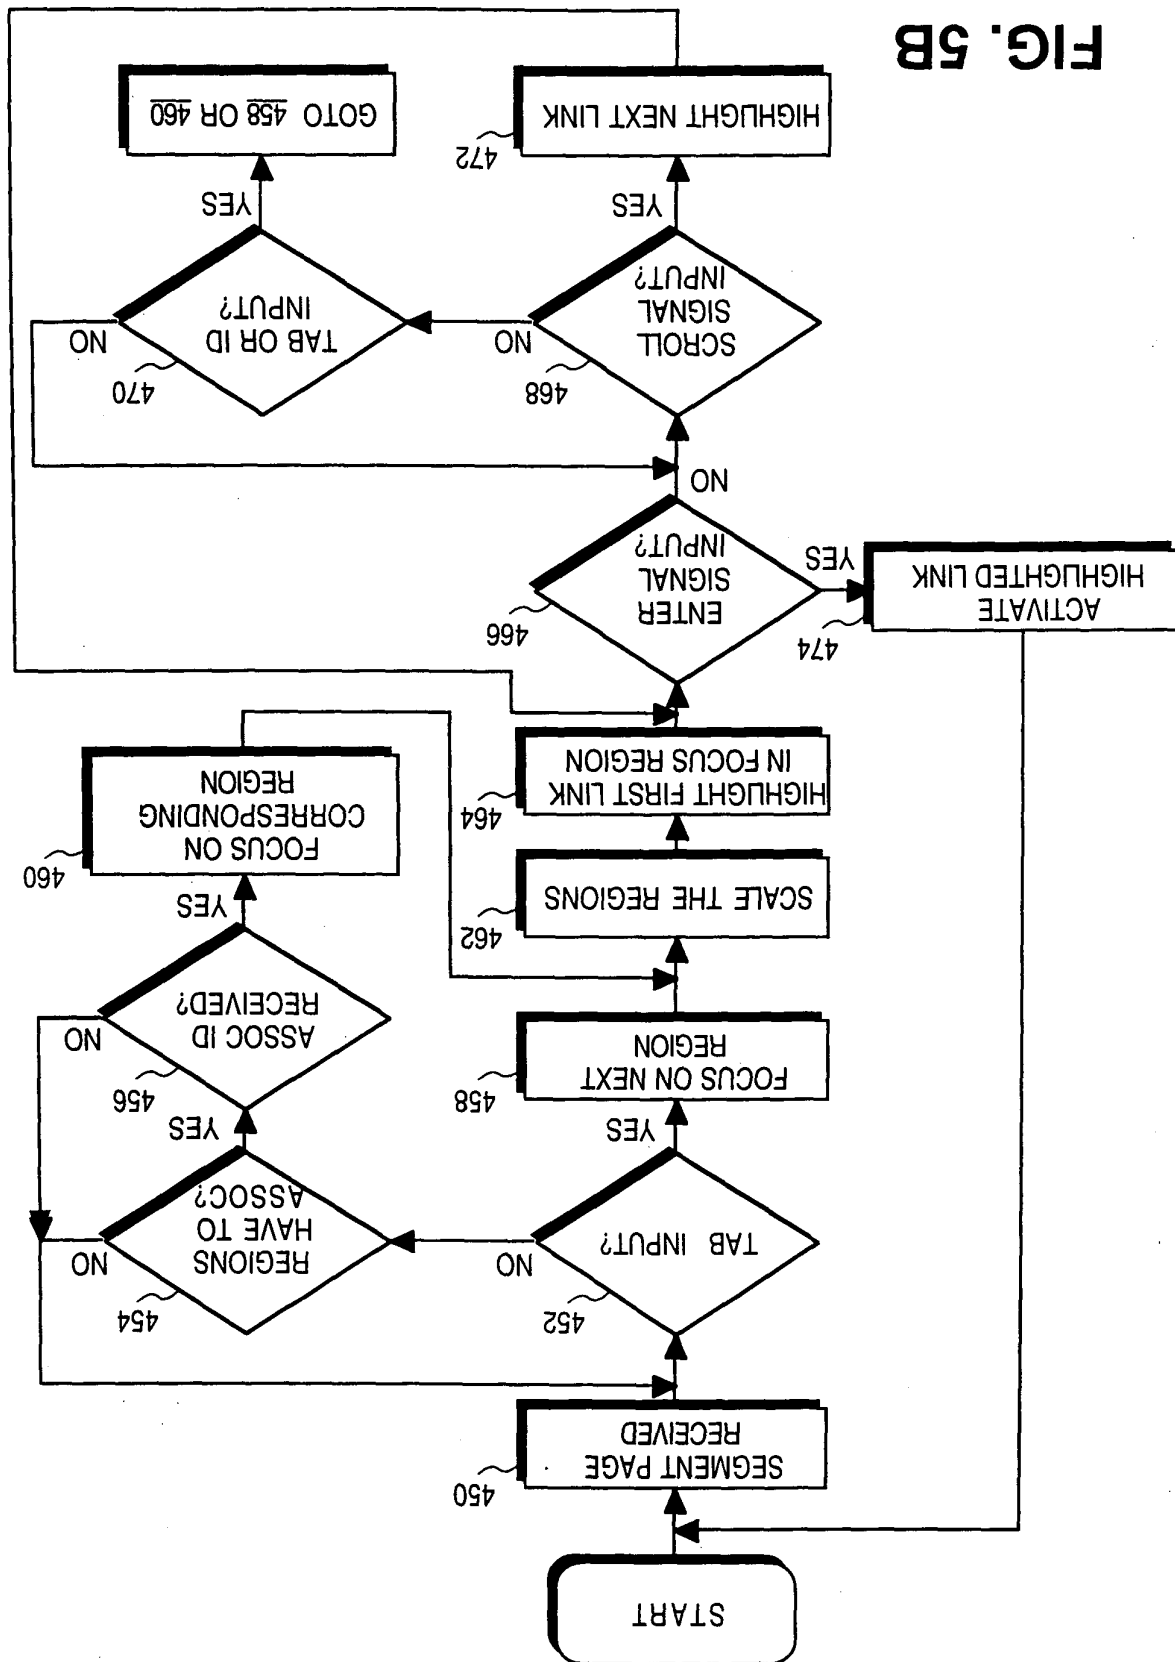 START
SEGMENT PAGE
RECEIVED
450
TAB INPUT?
452
NO
YES
REGIONS
HAVE TO
ASSOC?
454
NO
YES
FOCUS ON NEXT
REGION
458
ASSOC ID
RECEIVED?
456
NO
YES
SCALE THE REGIONS
462
FOCUS ON
CORRESPONDING
REGION
460
HIGHLIGHT FIRST LINK
IN FOCUS REGION
464
ENTER
SIGNAL
INPUT?
466
YES
NO
ACTIVATE
HIGHLIGHTED LINK
474
SCROLL
SIGNAL
INPUT?
468
NO
YES
TAB OR ID
INPUT?
470
NO
YES
HIGHLIGHT NEXT LINK
472
GOTO 458 OR 460
FIG. 5B